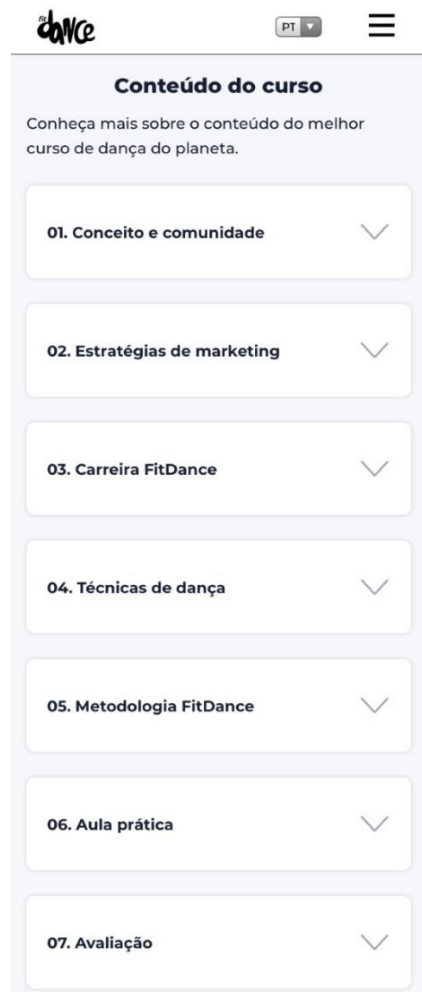 fit
dance
PT
Conteúdo do curso
Conheça mais sobre o conteúdo do melhor
curso de dança do planeta.
01. Conceito e comunidade
02. Estratégias de marketing
03. Carreira FitDance
04. Técnicas de dança
05. Metodologia FitDance
06. Aula prática
07. Avaliação